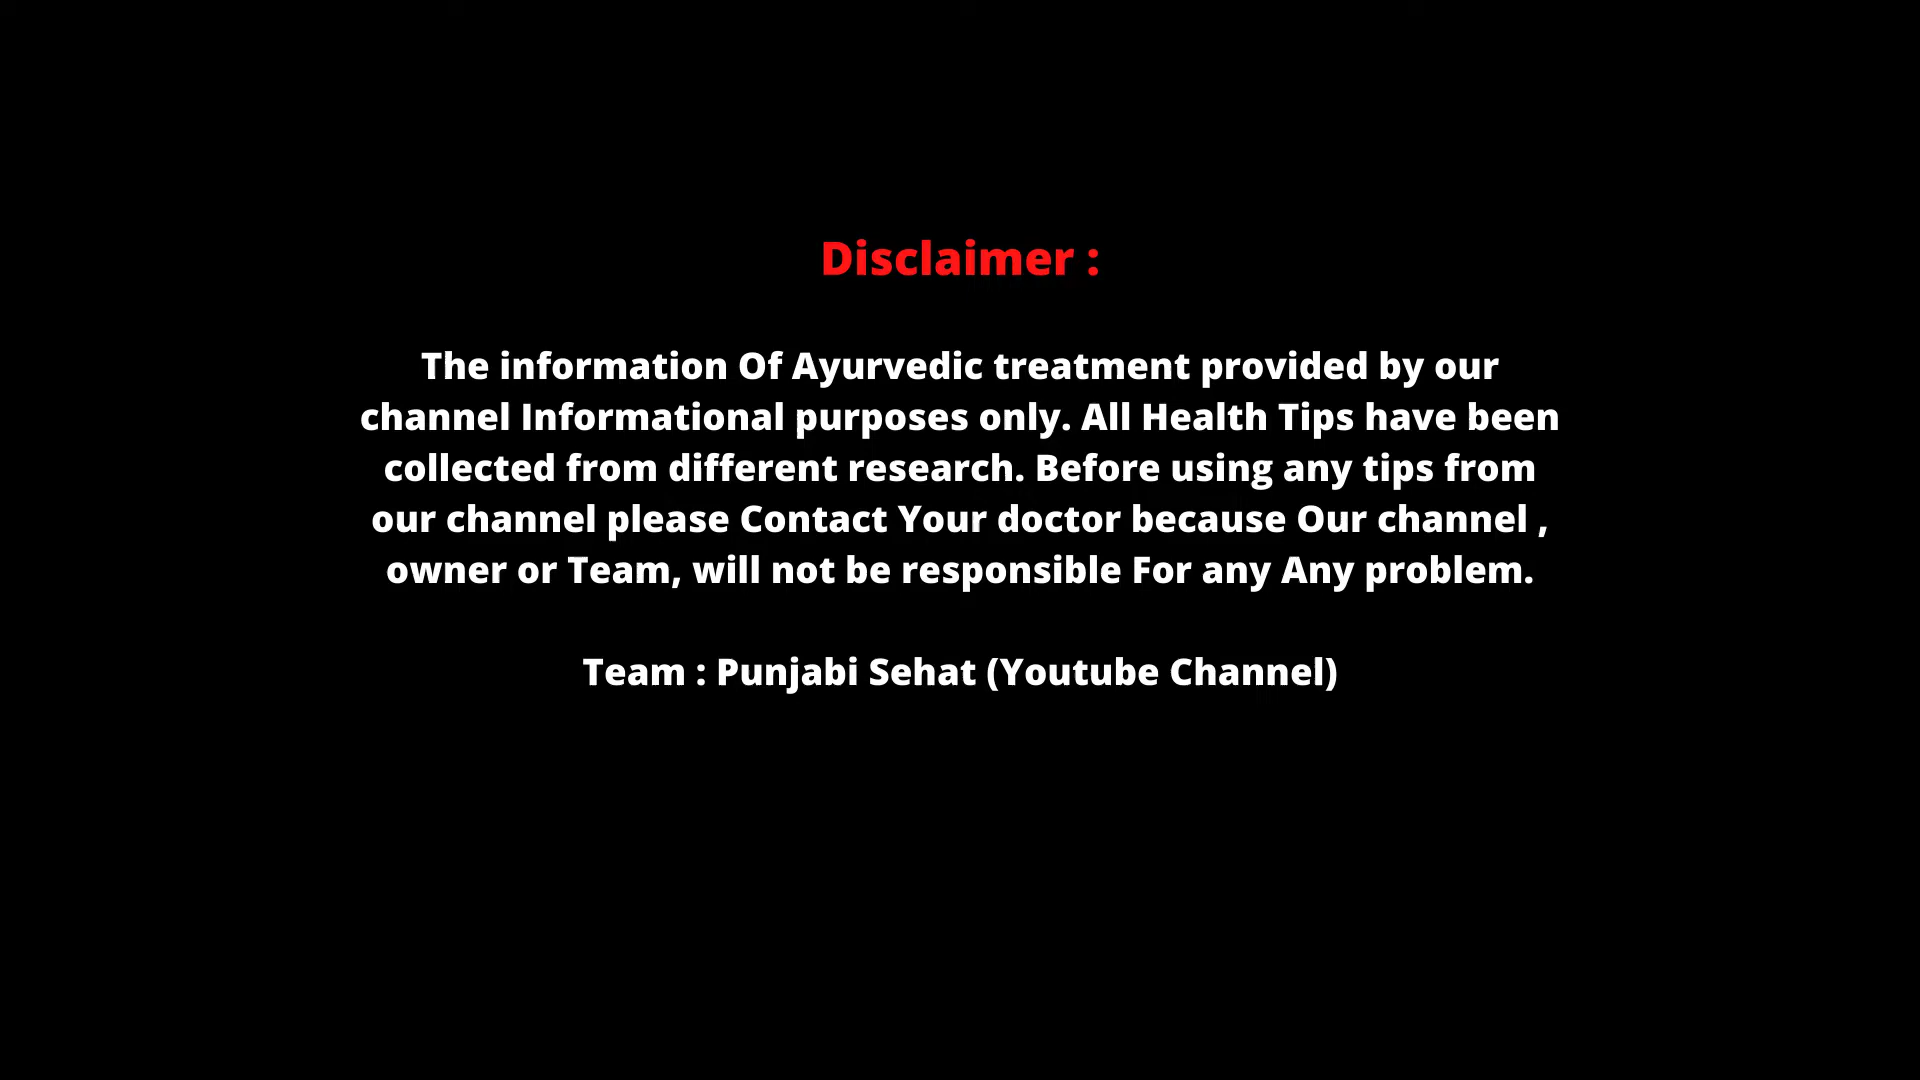 Disclaimer :
The information Of Ayurvedic treatment provided by our
channel Informational purposes only. All Health Tips have been
collected from different research. Before using any tips from
our channel please Contact Your doctor because Our channel ,
owner or Team, will not be responsible For any Any problem.
Team : Punjabi Sehat (Youtube Channel)